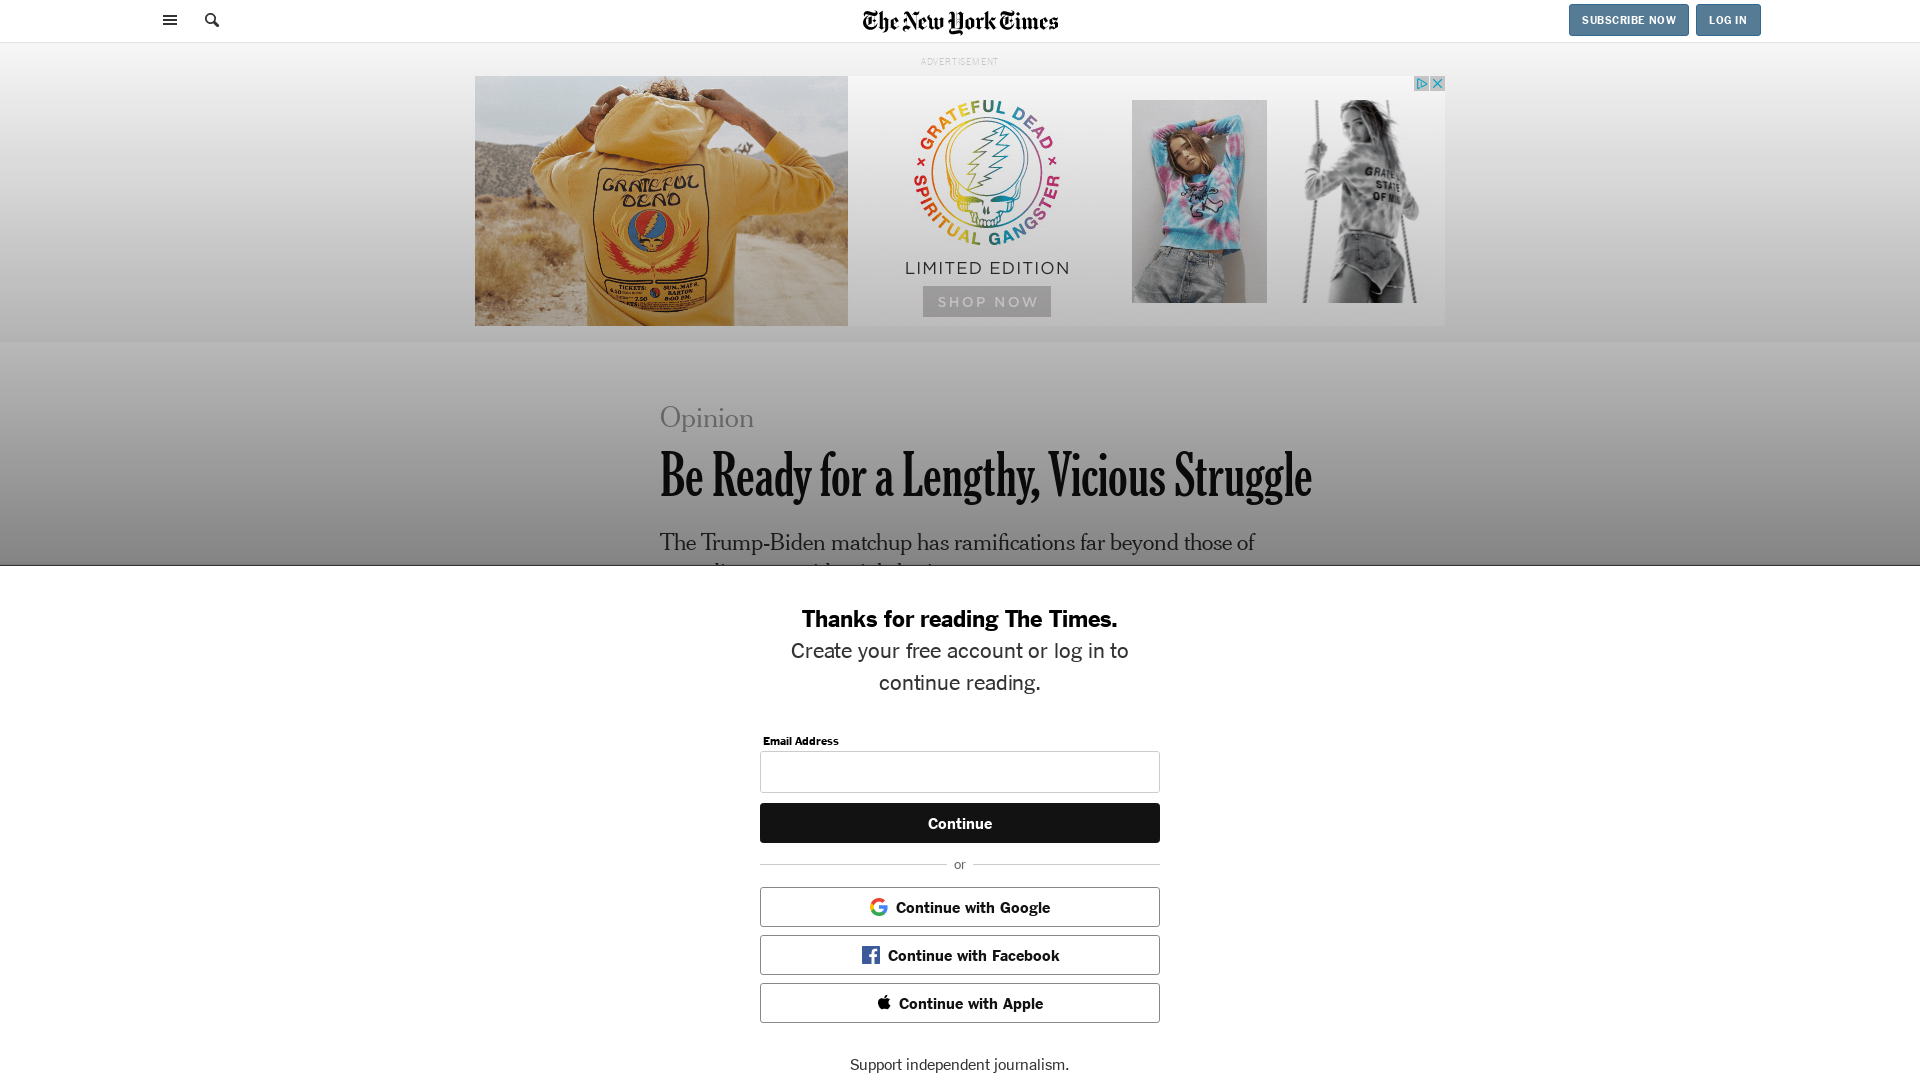 The New York Times
SUBSCRIBE NOW
LOG IN
ADVERTISEMENT
GRATEFUL DEAD
TICKETS:
SUN., MAY 8,
BARTON
8:00 PM.
GRATEFUL DEAD × SPIRITUAL GANGSTER ×
LIMITED EDITION
SHOP NOW
GRATEFUL
STATE
OF MIND
Opinion
Be Ready for a Lengthy, Vicious Struggle
The Trump-Biden matchup has ramifications far beyond those of
Thanks for reading The Times.
Create your free account or log in to
continue reading.
Email Address
Continue
or
Continue with Google
Continue with Facebook
Continue with Apple
Support independent journalism.